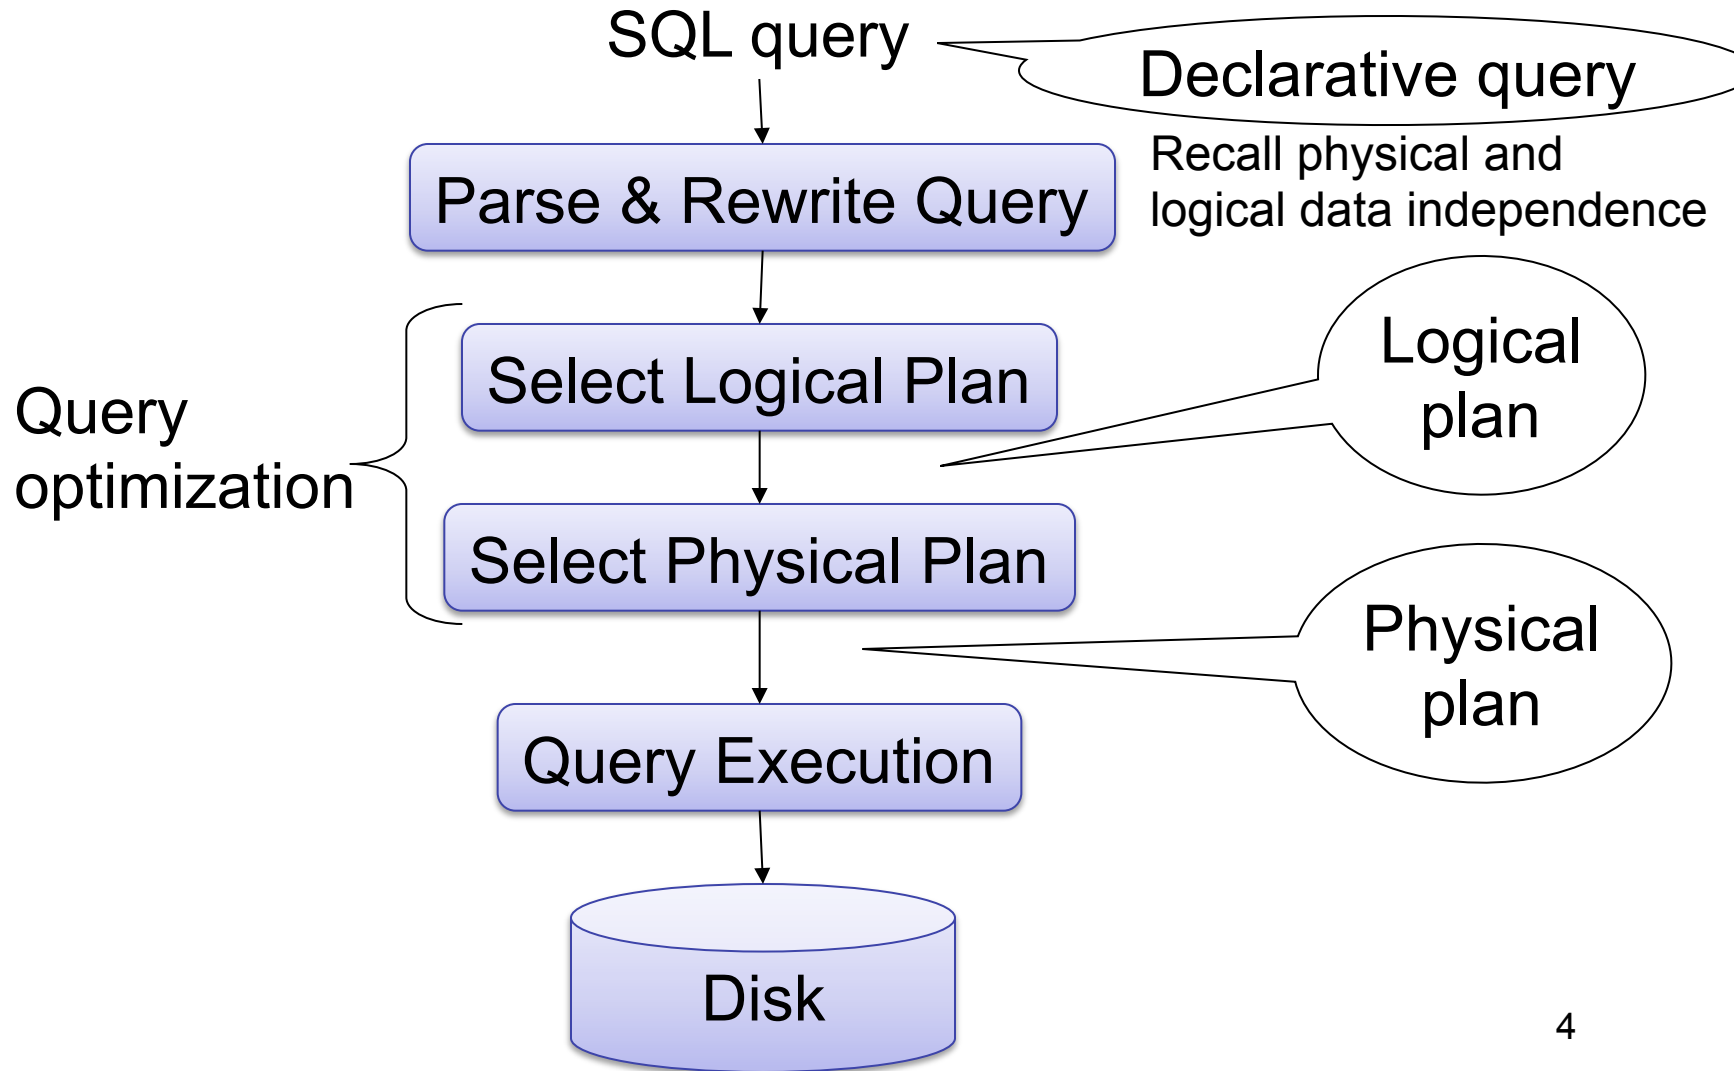 SQL query
Declarative query
Recall physical and
logical data independence
Parse & Rewrite Query
Select Logical Plan
Logical
plan
Query
optimization
Select Physical Plan
Physical
plan
Query Execution
Disk
4